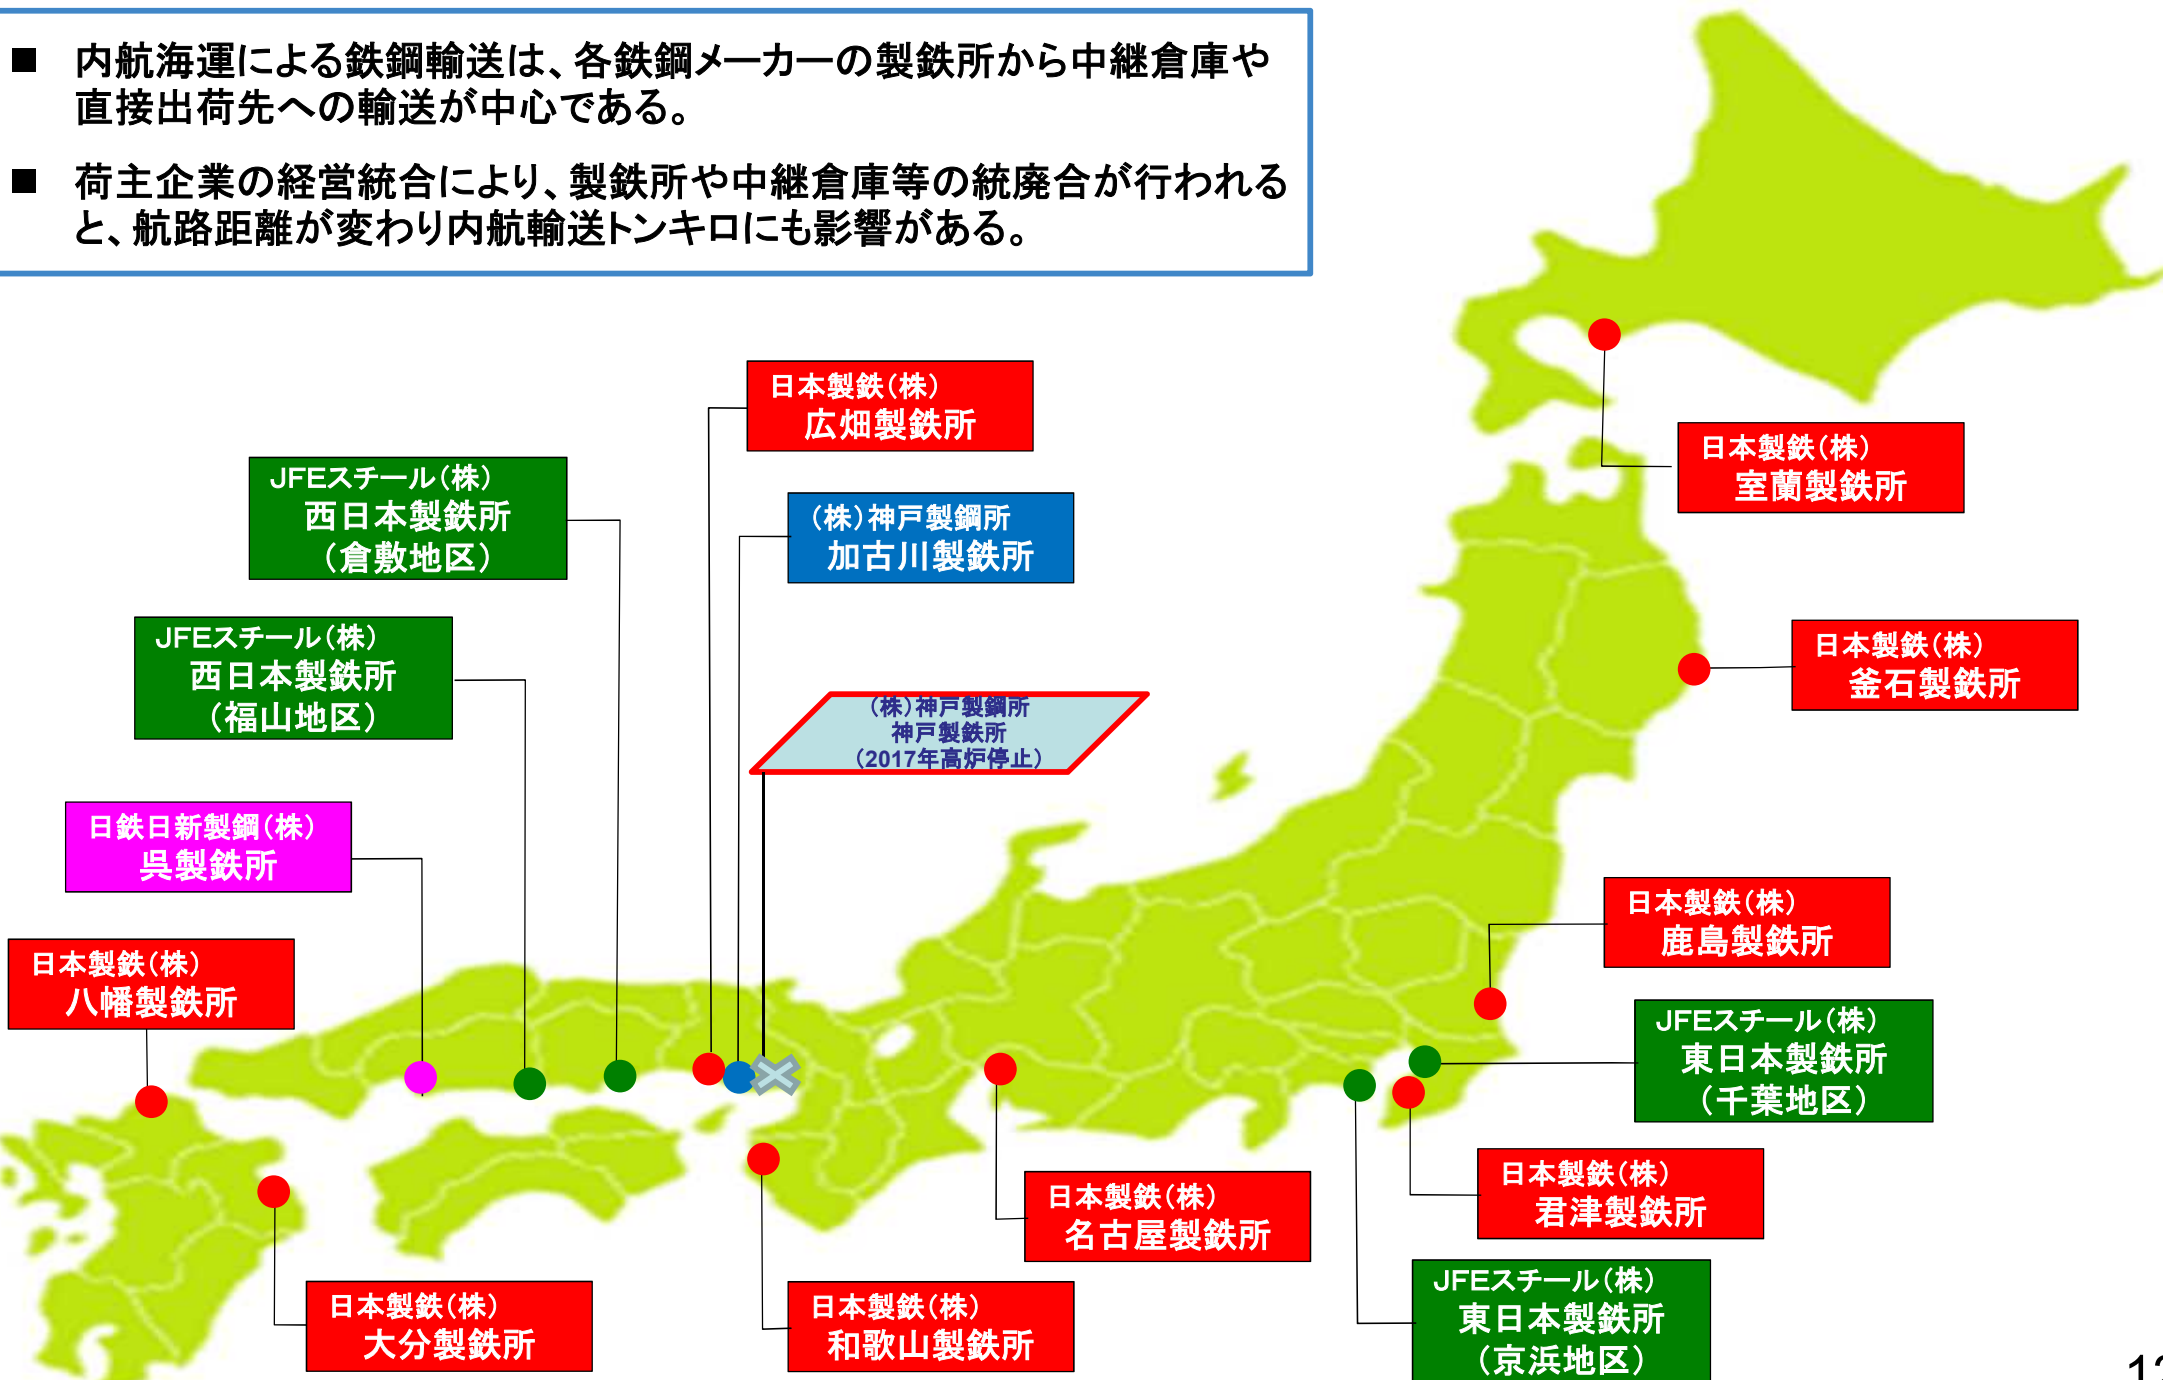 ■ 内航海運による鉄鋼輸送は、各鉄鋼メーカーの製鉄所から中継倉庫や
直接出荷先への輸送が中心である。
■ 荷主企業の経営統合により、製鉄所や中継倉庫等の統廃合が行われる
と、航路距離が変わり内航輸送トンキロにも影響がある。
日本製鉄(株)
広畑製鉄所
日本製鉄(株)
室蘭製鉄所
JFEスチール(株)
西日本製鉄所
(倉敷地区)
(株)神戸製鋼所
加古川製鉄所
JFEスチール(株)
西日本製鉄所
(福山地区)
日本製鉄(株)
釜石製鉄所
(株)神戸製鋼所
神戸製鉄所
(2017年高炉停止)
日鉄日新製鋼(株)
呉製鉄所
日本製鉄(株)
鹿島製鉄所
日本製鉄(株)
八幡製鉄所
JFEスチール(株)
東日本製鉄所
(千葉地区)
日本製鉄(株)
君津製鉄所
日本製鉄(株)
名古屋製鉄所
JFEスチール(株)
東日本製鉄所
(京浜地区)
日本製鉄(株)
大分製鉄所
日本製鉄(株)
和歌山製鉄所